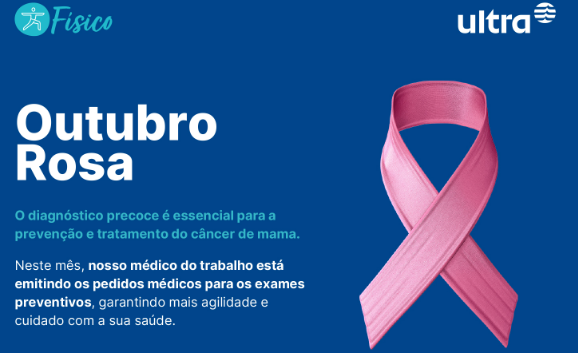 Físico
ultra
Outubro
Rosa
O diagnóstico precoce é essencial para a
prevenção e tratamento do câncer de mama.
Neste mês, nosso médico do trabalho está
emitindo os pedidos médicos para os exames
preventivos, garantindo mais agilidade e
cuidado com a sua saúde.